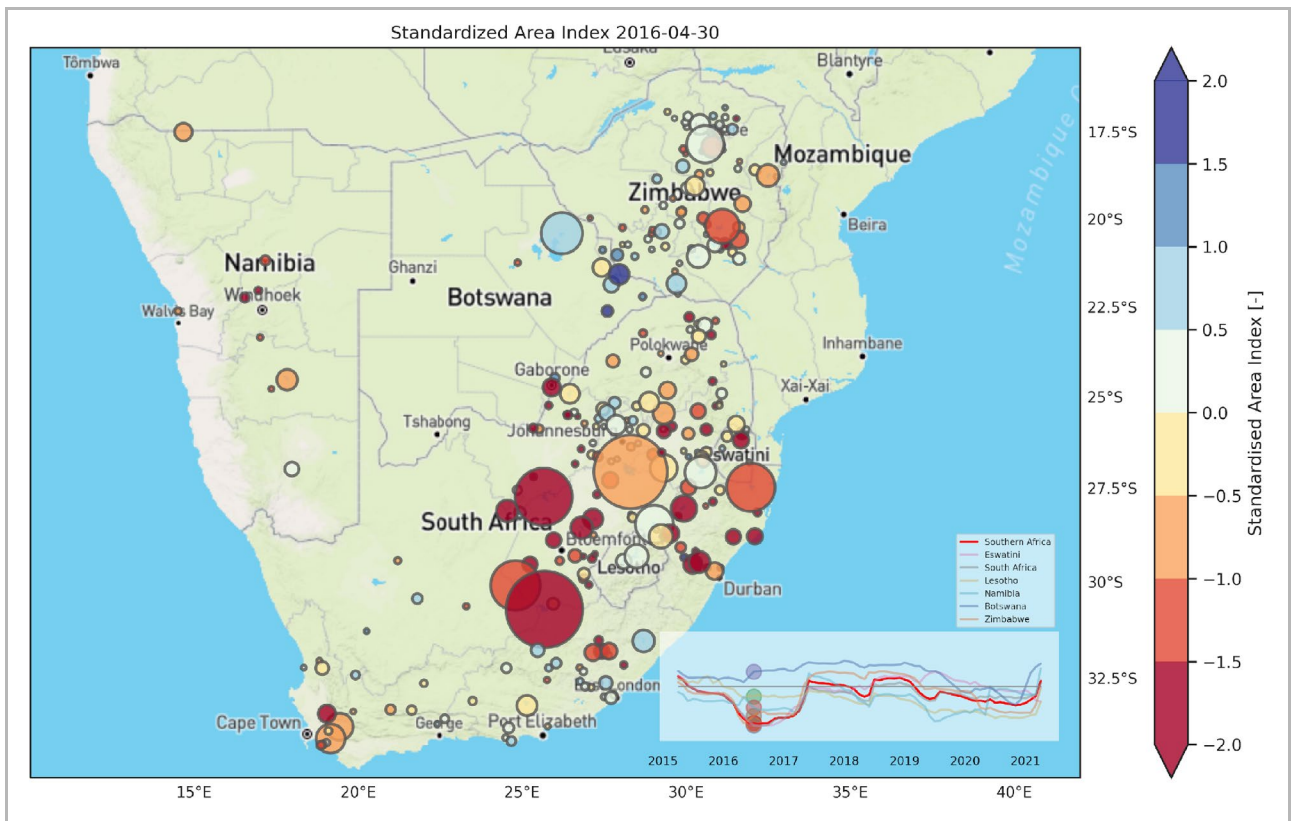 Standardized Area Index 2016-04-30
Lusaka
Tômbwa
Blantyre
2.0
17.5°S
Mozambique
1.5
Zimbabwe
20°S
Beira
Namibia
Ghanzi
1.0
Windhoek
Botswana
Walvis Bay
22.5°S
0.5
Polokwane
Inhambane
Gaborone
Xai-Xai
25°S
0.0
Tshabong
Johannesbur
swatini
27.5°S
−0.5
South Africa
Bloemfon
Lesotho
30°S
−1.0
Durban
Standardised Area Index [-]
Southern Africa
Eswatini
South Africa
Lesotho
Namibia
Botswana
Zimbabwe
−1.5
East London
32.5°S
Cape Town
George
Port Elizabeth
−2.0
2015 2016 2017 2018 2019 2020 2021
15°E 20°E 25°E 30°E 35°E 40°E